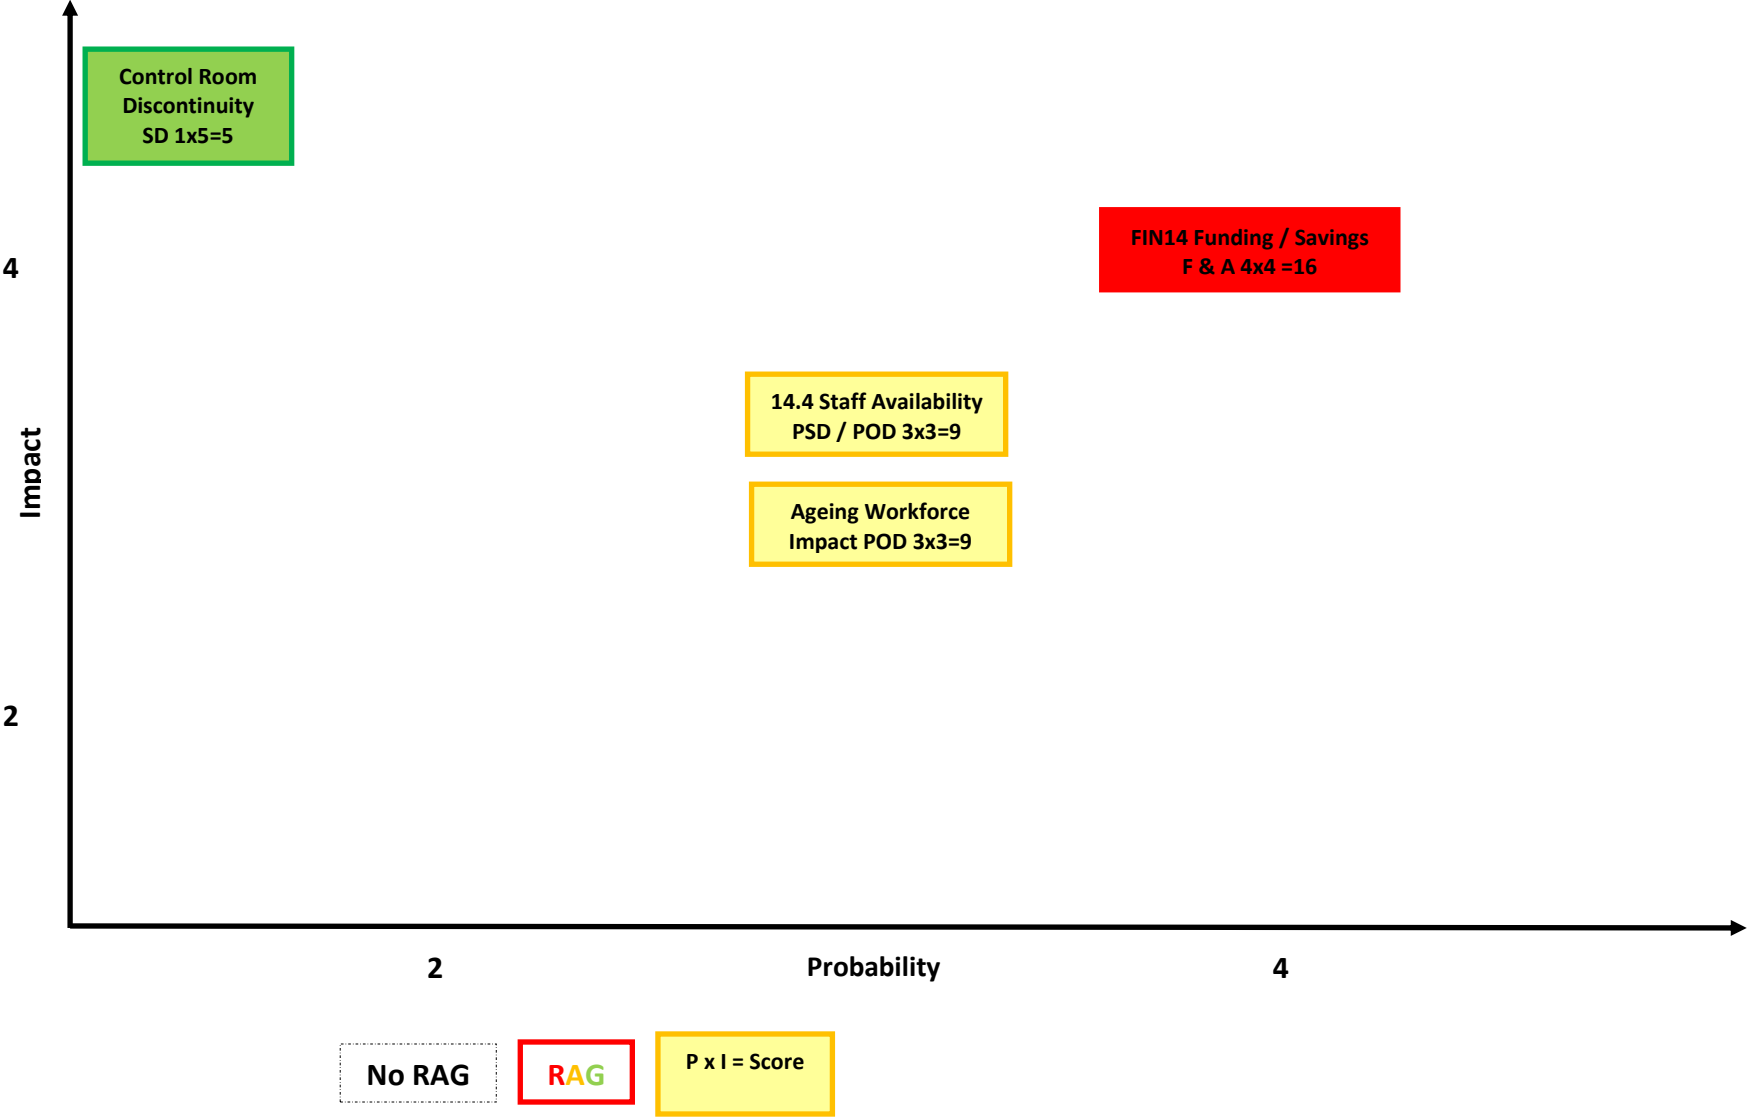 Control Room
Discontinuity
SD 1x5=5
FIN14 Funding / Savings
F & A 4x4 =16
4
14.4 Staff Availability
PSD / POD 3x3=9
Impact
Ageing Workforce
Impact POD 3x3=9
2
2
Probability
4
No RAG
RAG
P x I = Score